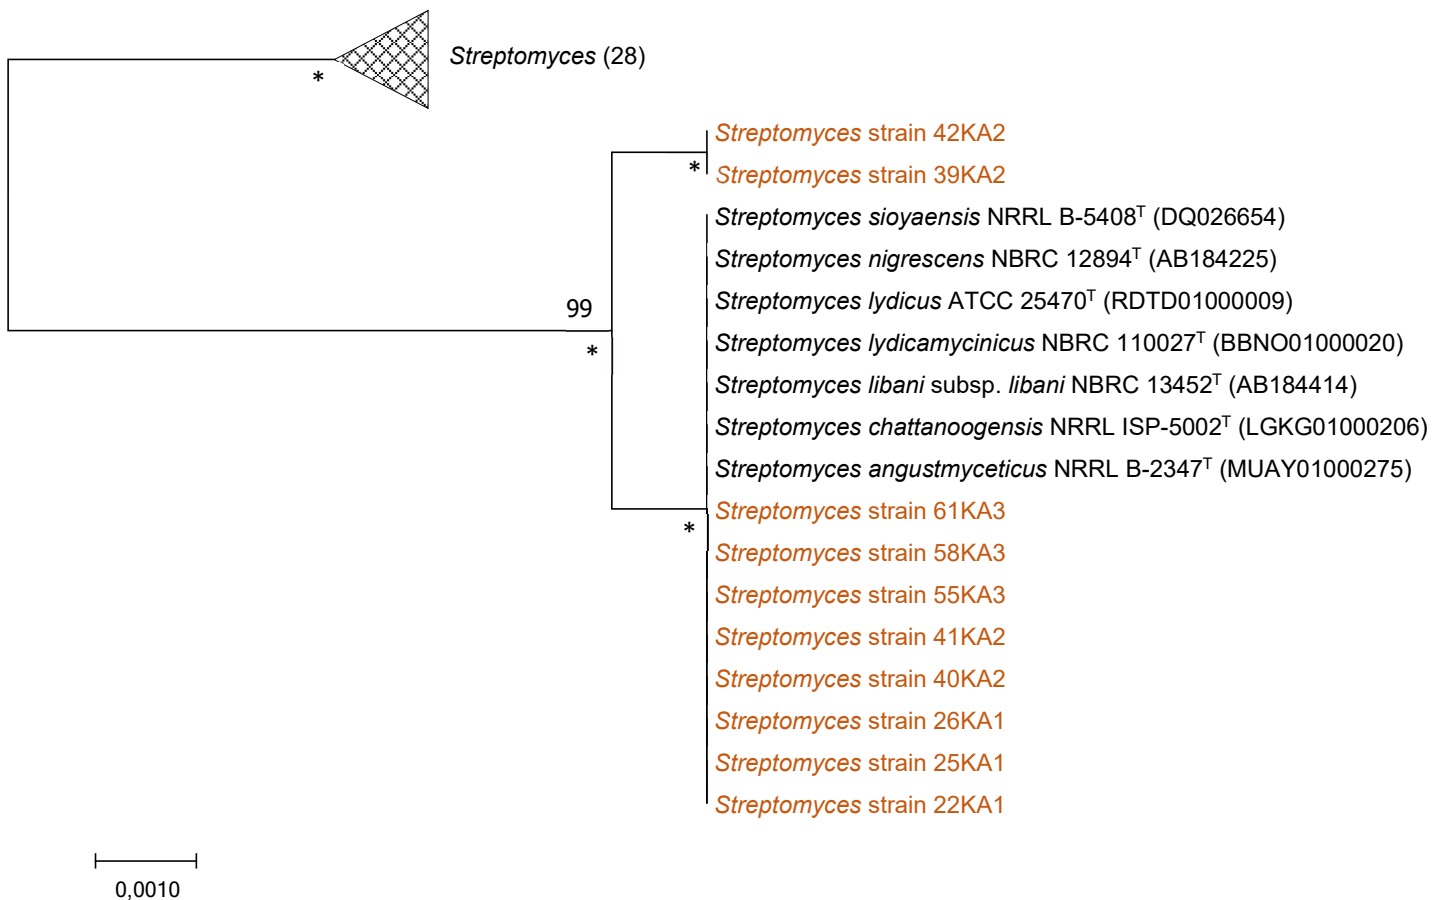 Streptomyces (28)
*
Streptomyces strain 42KA2
*
Streptomyces strain 39KA2
Streptomyces sioyaensis NRRL B-5408ᵀ (DQ026654)
Streptomyces nigrescens NBRC 12894ᵀ (AB184225)
Streptomyces lydicus ATCC 25470ᵀ (RDTD01000009)
99
Streptomyces lydicamycinicus NBRC 110027ᵀ (BBNO01000020)
*
Streptomyces libani subsp. libani NBRC 13452ᵀ (AB184414)
Streptomyces chattanoogensis NRRL ISP-5002ᵀ (LGKG01000206)
Streptomyces angustmyceticus NRRL B-2347ᵀ (MUAY01000275)
Streptomyces strain 61KA3
*
Streptomyces strain 58KA3
Streptomyces strain 55KA3
Streptomyces strain 41KA2
Streptomyces strain 40KA2
Streptomyces strain 26KA1
Streptomyces strain 25KA1
Streptomyces strain 22KA1
0,0010